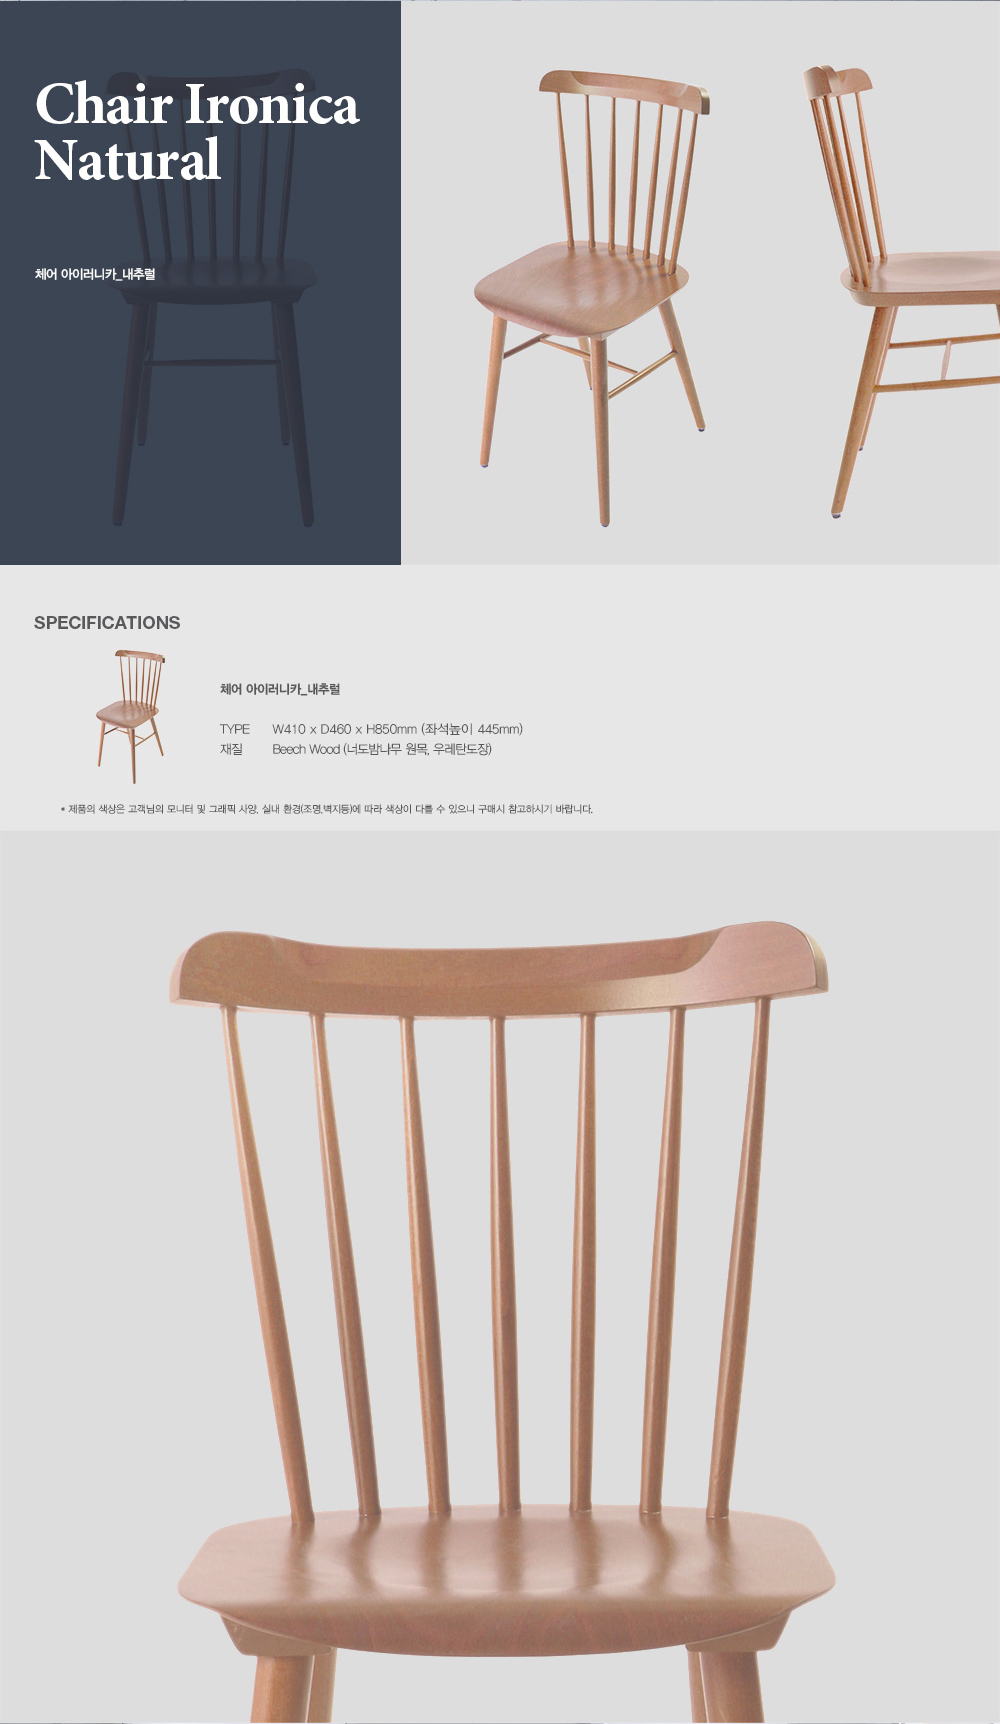 Chair Ironica
Natural
체어 아이러니카_내추럴
SPECIFICATIONS
체어 아이러니카_내추럴
TYPE W410 x D460 x H850mm (좌석높이 445mm)
재질 Beech Wood (너도밤나무 원목, 우레탄도장)
* 제품의 색상은 고객님의 모니터 및 그래픽 사양, 실내 환경(조명,벽지등)에 따라 색상이 다를 수 있으니 구매시 참고하시기 바랍니다.